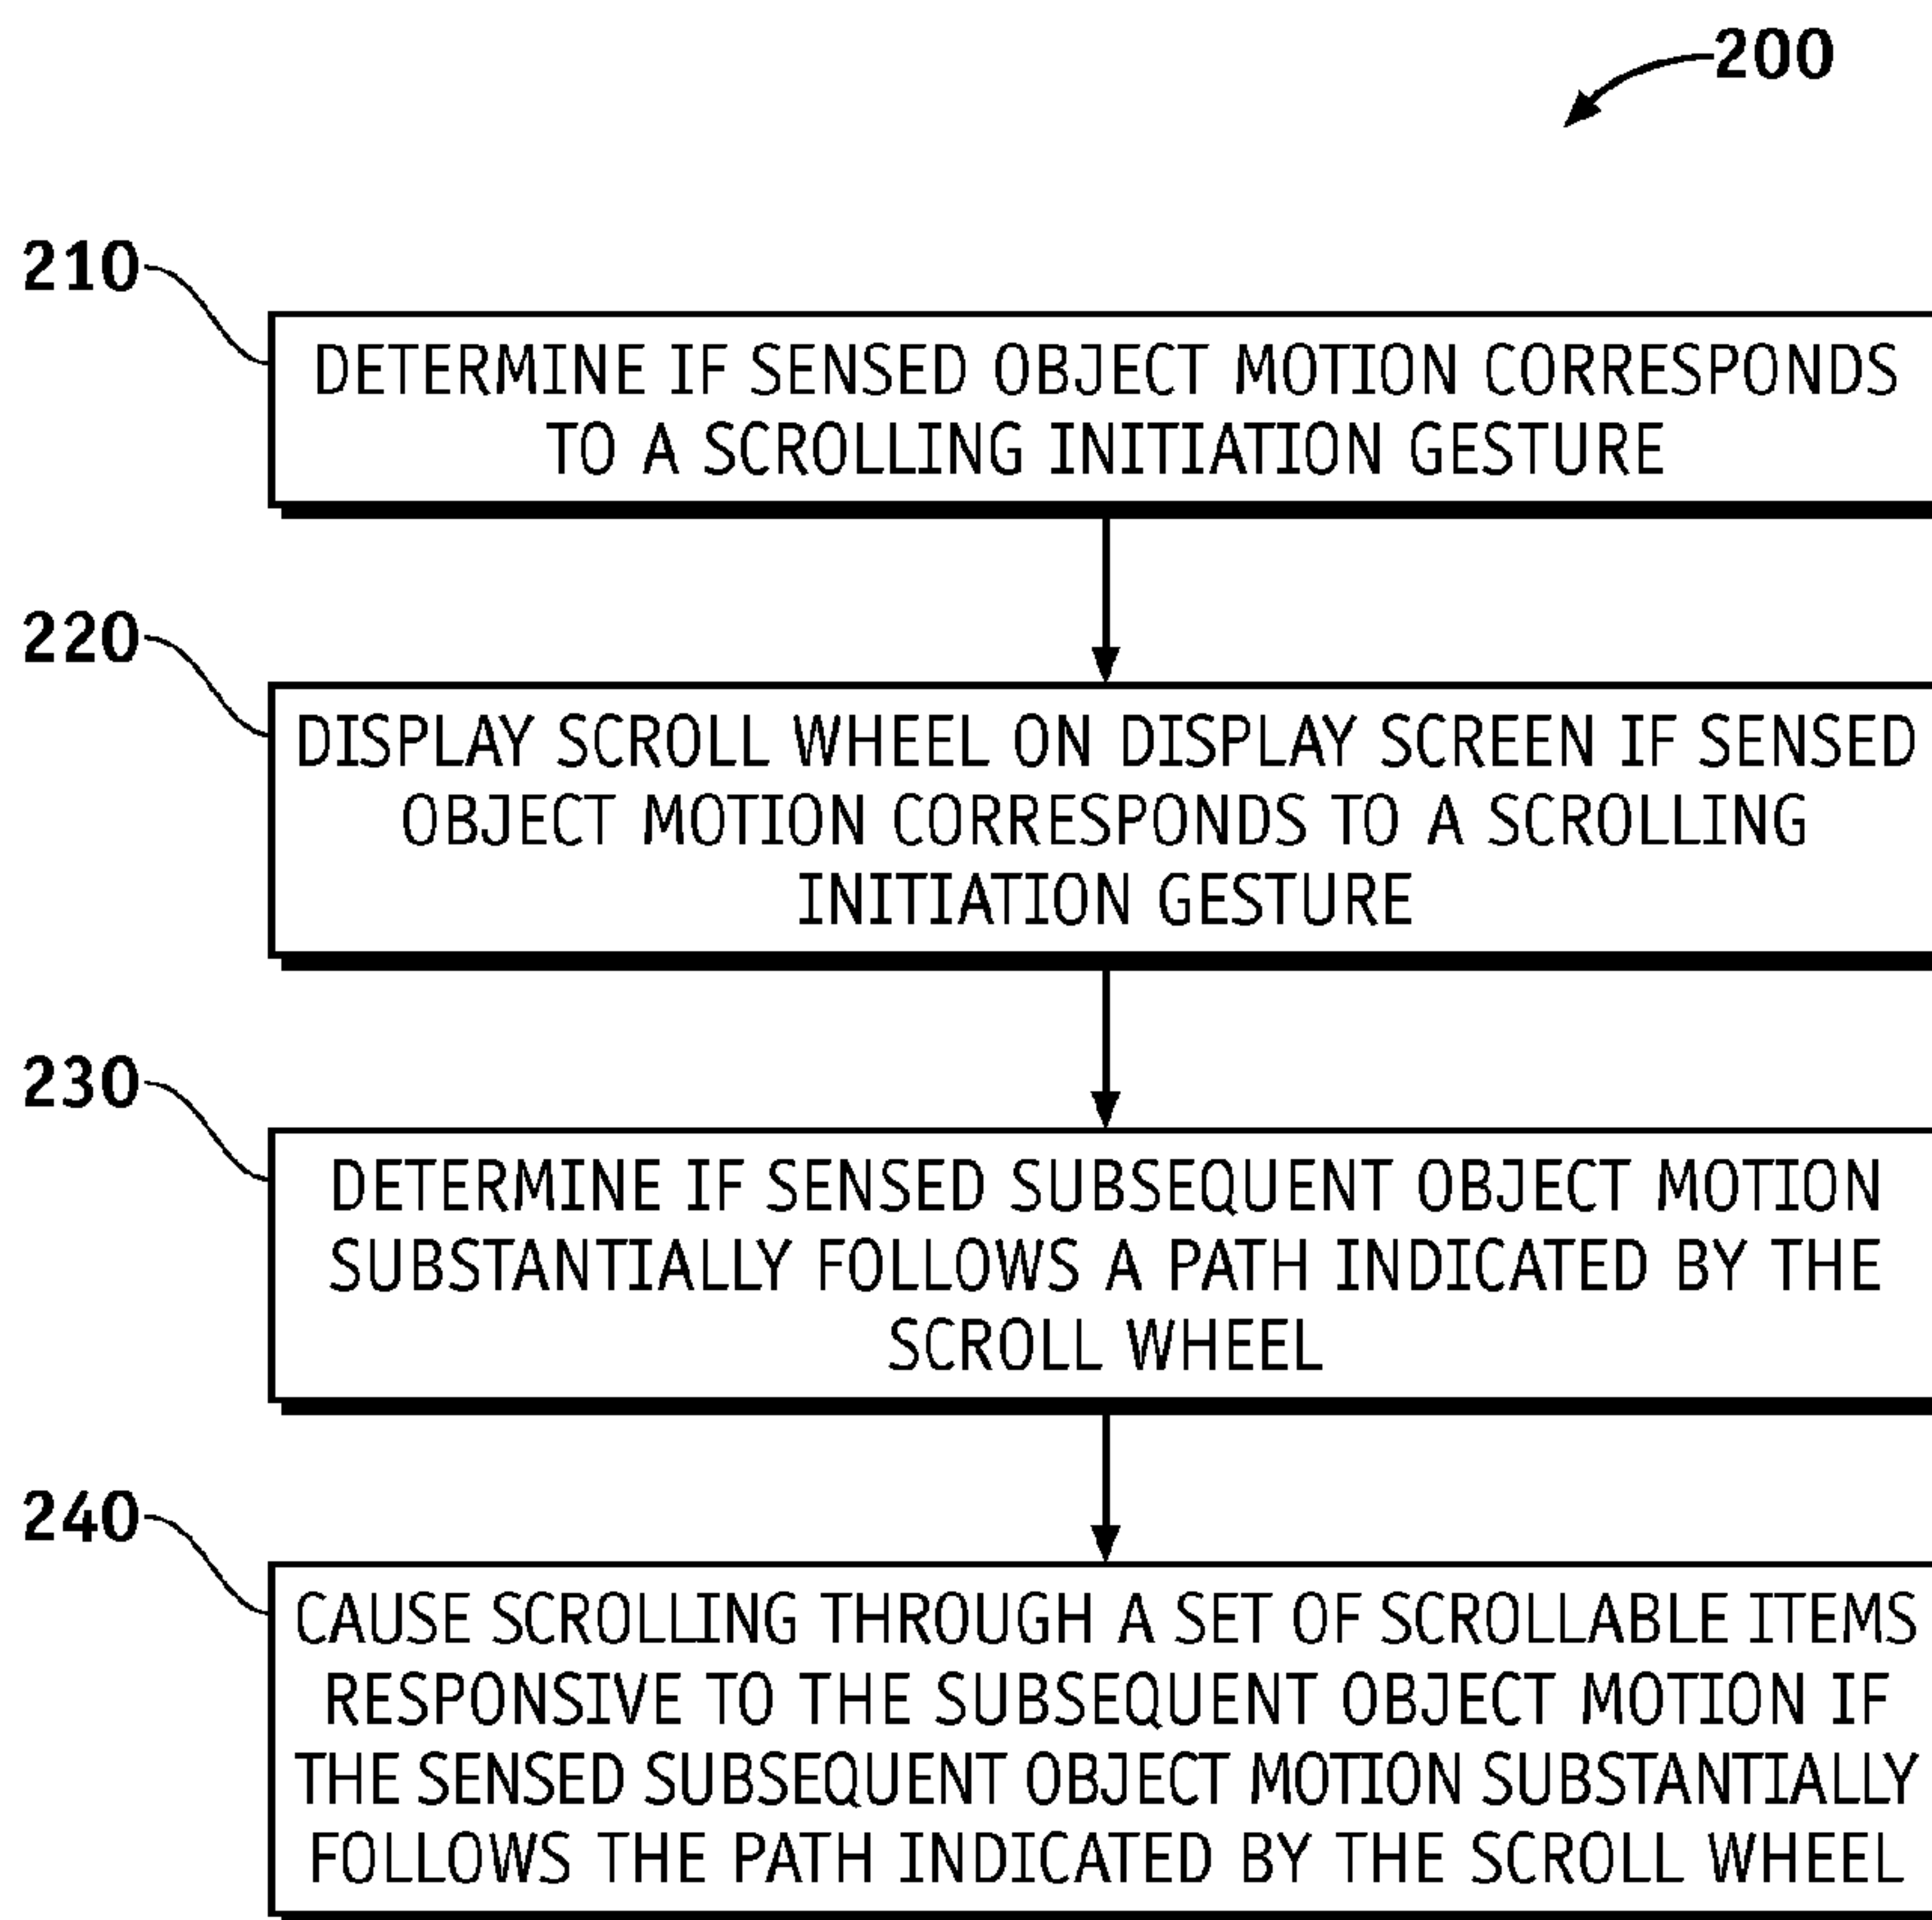 200
210
DETERMINE IF SENSED OBJECT MOTION CORRESPONDS
TO A SCROLLING INITIATION GESTURE
220
DISPLAY SCROLL WHEEL ON DISPLAY SCREEN IF SENSED
OBJECT MOTION CORRESPONDS TO A SCROLLING
INITIATION GESTURE
230
DETERMINE IF SENSED SUBSEQUENT OBJECT MOTION
SUBSTANTIALLY FOLLOWS A PATH INDICATED BY THE
SCROLL WHEEL
240
CAUSE SCROLLING THROUGH A SET OF SCROLLABLE ITEMS
RESPONSIVE TO THE SUBSEQUENT OBJECT MOTION IF
THE SENSED SUBSEQUENT OBJECT MOTION SUBSTANTIALLY
FOLLOWS THE PATH INDICATED BY THE SCROLL WHEEL